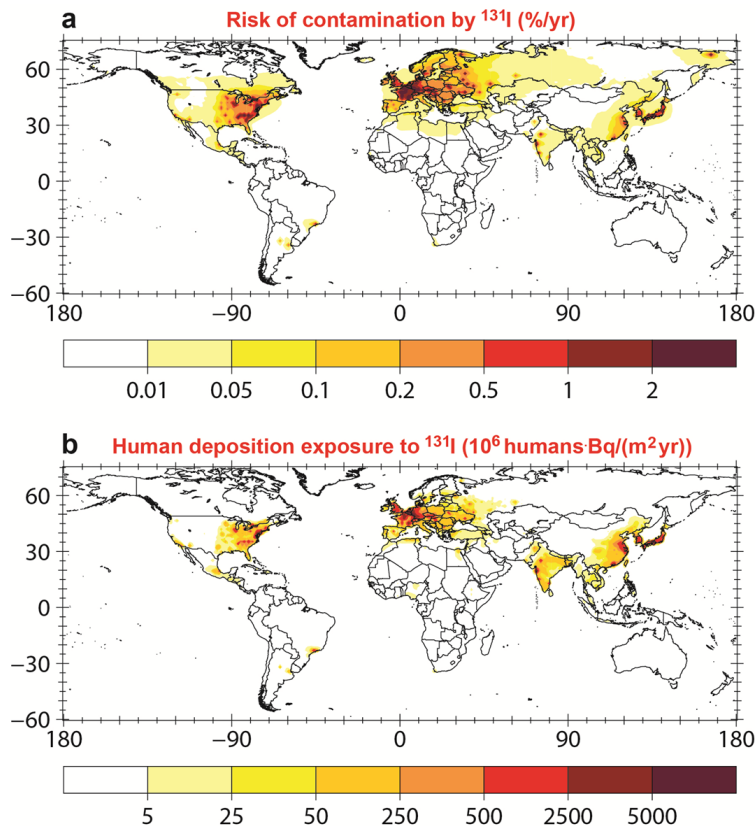 a
Risk of contamination by ¹³¹I (%/yr)
60
30
0
−30
−60
180 −90 0 90 180
0.01 0.05 0.1 0.2 0.5 1 2
b
Human deposition exposure to ¹³¹I (10⁶ humans·Bq/(m²yr))
60
30
0
−30
−60
180 −90 0 90 180
5 25 50 250 500 2500 5000